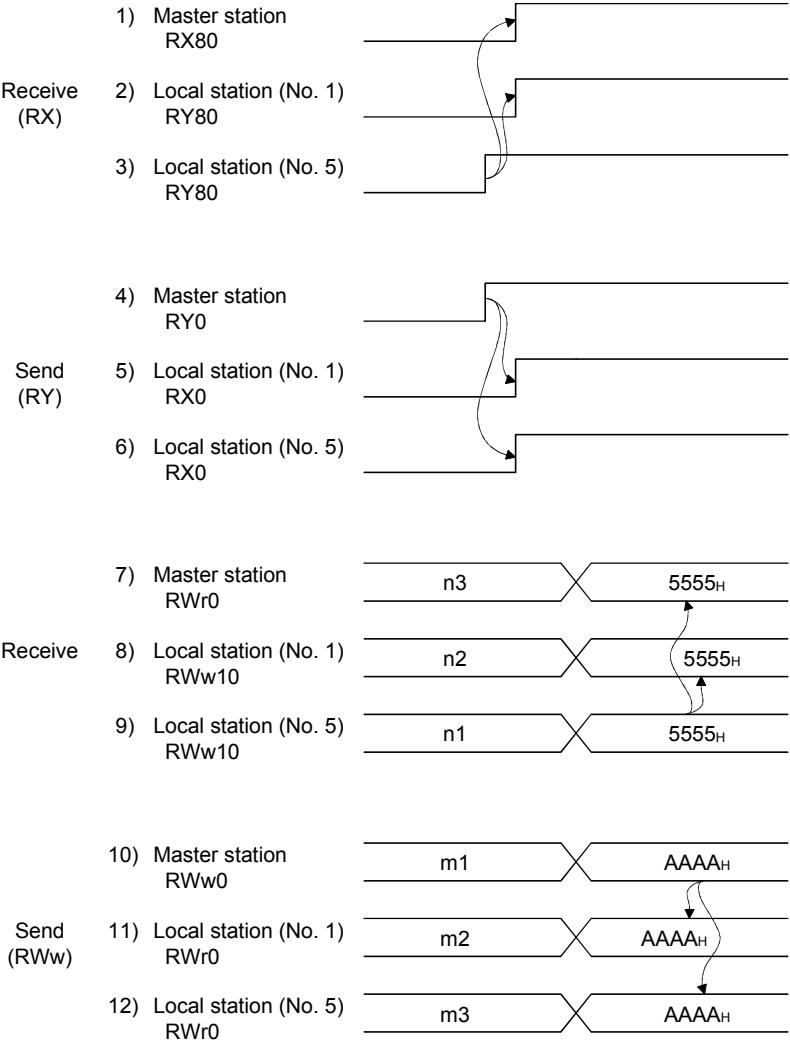 1) Master station
RX80
Receive
(RX)
2) Local station (No. 1)
RY80
3) Local station (No. 5)
RY80
4) Master station
RY0
Send
(RY)
5) Local station (No. 1)
RX0
6) Local station (No. 5)
RX0
7) Master station
RWr0
n3 5555H
Receive
8) Local station (No. 1)
RWw10
n2 5555H
9) Local station (No. 5)
RWw10
n1 5555H
10) Master station
RWw0
m1 AAAAH
Send
(RWw)
11) Local station (No. 1)
RWr0
m2 AAAAH
12) Local station (No. 5)
RWr0
m3 AAAAH